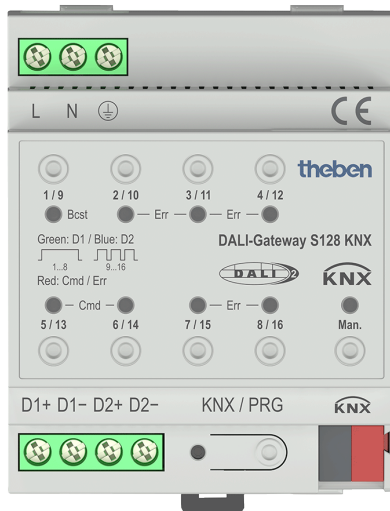 L N
CE
theben
1 / 9 2 / 10 3 / 11 4 / 12
Bcst Err Err
Green: D1 / Blue: D2
1...8 9...16
Red: Cmd / Err
DALI-Gateway S128 KNX
DALI 2
KNX
Cmd Err
5 / 13 6 / 14 7 / 15 8 / 16 Man.
D1+ D1− D2+ D2− KNX / PRG KNX